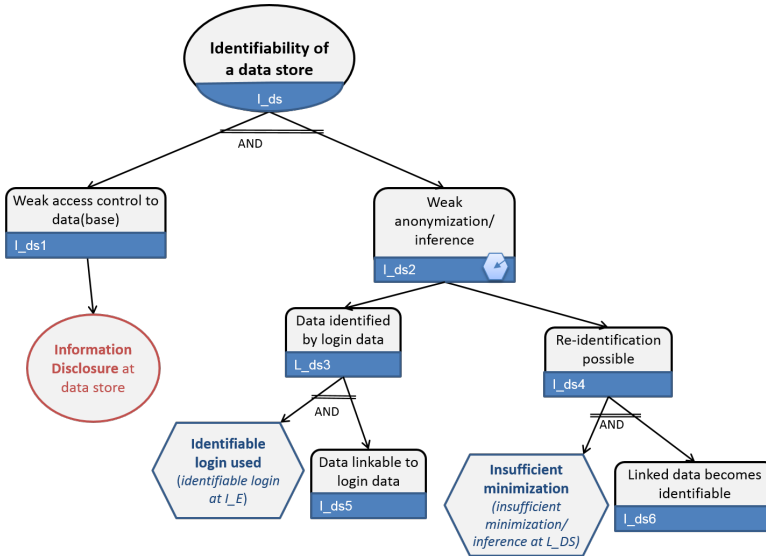 Identifiability of
a data store
I_ds
AND
Weak access control to
data(base)
I_ds1
Weak
anonymization/
inference
I_ds2
Information
Disclosure at
data store
Data identified
by login data
L_ds3
Re-identification
possible
I_ds4
AND
AND
Identifiable
login used
(identifiable login
at I_E)
Data linkable to
login data
I_ds5
Insufficient
minimization
(insufficient
minimization/
inference at L_DS)
Linked data becomes
identifiable
I_ds6